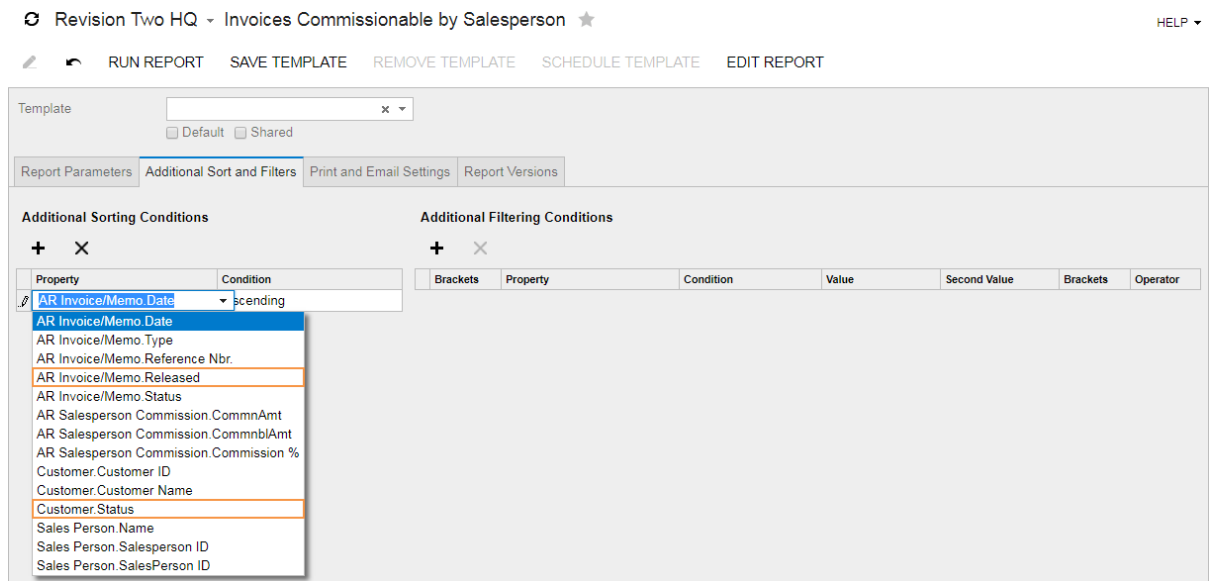 Revision Two HQ Invoices Commissionable by Salesperson
HELP
RUN REPORT SAVE TEMPLATE REMOVE TEMPLATE SCHEDULE TEMPLATE EDIT REPORT
Template
Default Shared
Report Parameters Additional Sort and Filters Print and Email Settings Report Versions
Additional Sorting Conditions
Additional Filtering Conditions
Property Condition
Brackets Property Condition Value Second Value Brackets Operator
AR Invoice/Memo.Date scending
AR Invoice/Memo.Date
AR Invoice/Memo.Type
AR Invoice/Memo.Reference Nbr.
AR Invoice/Memo.Released
AR Invoice/Memo.Status
AR Salesperson Commission.CommnAmt
AR Salesperson Commission.CommnblAmt
AR Salesperson Commission.Commission %
Customer.Customer ID
Customer.Customer Name
Customer.Status
Sales Person.Name
Sales Person.Salesperson ID
Sales Person.SalesPerson ID